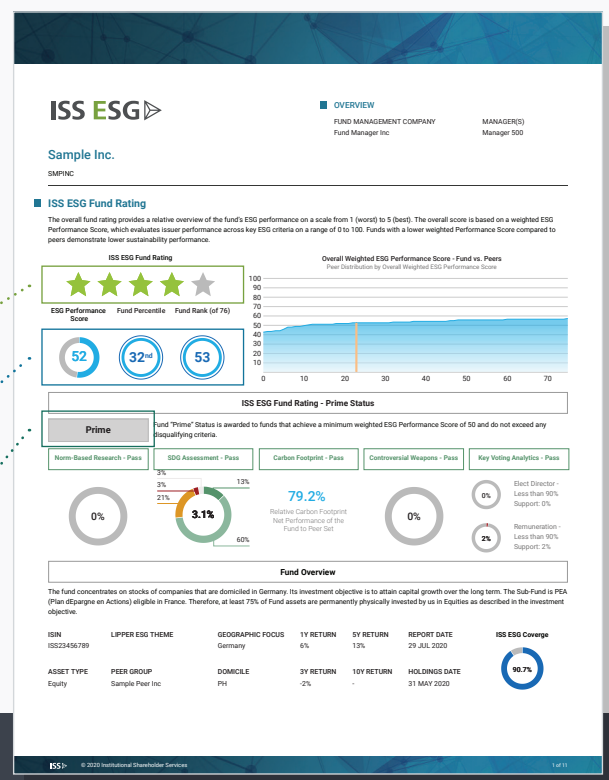 ISS ESG
OVERVIEW
FUND MANAGEMENT COMPANY MANAGER(S)
Fund Manager Inc Manager 500
Sample Inc.
SMPINC
ISS ESG Fund Rating
The overall fund rating provides a relative overview of the fund's ESG performance on a scale from 1 (worst) to 5 (best). The overall score is based on a weighted ESG
Performance Score, which evaluates issuer performance across key ESG criteria on a range of 0 to 100. Funds with a lower weighted Performance Score compared to
peers demonstrate lower sustainability performance.
ISS ESG Fund Rating
Overall Weighted ESG Performance Score - Fund vs. Peers
Peer Distribution by Overall Weighted ESG Performance Score
ESG Performance Score
Fund Percentile
Fund Rank (of 76)
52
32nd
53
100
90
80
70
60
50
40
30
20
10
0 10 20 30 40 50 60 70
ISS ESG Fund Rating - Prime Status
Prime
Fund "Prime" Status is awarded to funds that achieve a minimum weighted ESG Performance Score of 50 and do not exceed any
disqualifying criteria.
Norm-Based Research - Pass
SDG Assessment - Pass
Carbon Footprint - Pass
Controversial Weapons - Pass
Key Voting Analytics - Pass
0%
3%
3%
21%
13%
60%
3.1%
79.2%
Relative Carbon Footprint
Net Performance of the
Fund to Peer Set
0%
0%
Elect Director -
Less than 90%
Support: 0%
2%
Remuneration -
Less than 90%
Support: 2%
Fund Overview
The fund concentrates on stocks of companies that are domiciled in Germany. Its investment objective is to attain capital growth over the long term. The Sub-Fund is PEA
(Plan dEpargne en Actions) eligible in France. Therefore, at least 75% of Fund assets are permanently physically invested by us in Equities as described in the investment
objective.
ISIN LIPPER ESG THEME GEOGRAPHIC FOCUS 1Y RETURN 5Y RETURN REPORT DATE ISS ESG Coverge
ISS23456789 Germany 6% 13% 29 JUL 2020
90.7%
ASSET TYPE PEER GROUP DOMICILE 3Y RETURN 10Y RETURN HOLDINGS DATE
Equity Sample Peer Inc PH -2% - 31 MAY 2020
ISS © 2020 Institutional Shareholder Services 1 of 11